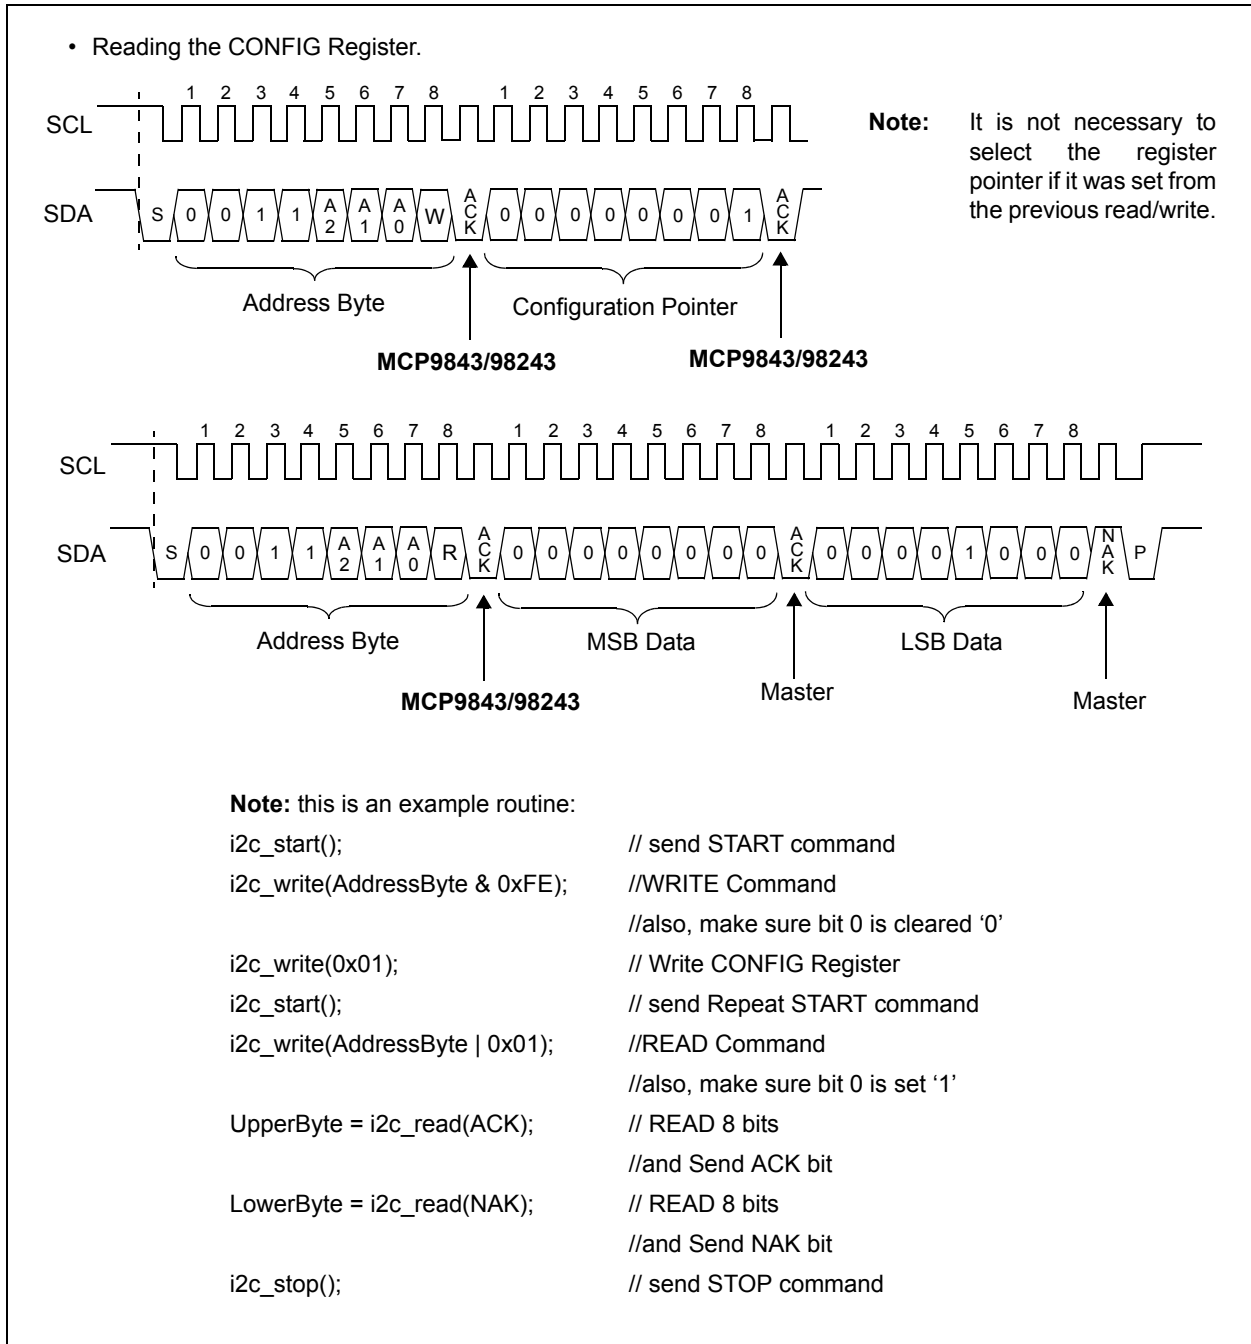 • Reading the CONFIG Register.
1 2 3 4 5 6 7 8 1 2 3 4 5 6 7 8
SCL
SDA
S 0 0 1 1 A2 A1 A0 W ACK 0 0 0 0 0 0 0 1 ACK
Address Byte
Configuration Pointer
MCP9843/98243
MCP9843/98243
Note: It is not necessary to
select the register
pointer if it was set from
the previous read/write.
1 2 3 4 5 6 7 8 1 2 3 4 5 6 7 8 1 2 3 4 5 6 7 8
SCL
SDA
S 0 0 1 1 A2 A1 A0 R ACK 0 0 0 0 0 0 0 0 ACK 0 0 0 0 1 0 0 0 NAK P
Address Byte
MSB Data
LSB Data
MCP9843/98243
Master
Master
Note: this is an example routine:
i2c_start(); // send START command
i2c_write(AddressByte & 0xFE); //WRITE Command
//also, make sure bit 0 is cleared ‘0’
i2c_write(0x01); // Write CONFIG Register
i2c_start(); // send Repeat START command
i2c_write(AddressByte | 0x01); //READ Command
//also, make sure bit 0 is set ‘1’
UpperByte = i2c_read(ACK); // READ 8 bits
//and Send ACK bit
LowerByte = i2c_read(NAK); // READ 8 bits
//and Send NAK bit
i2c_stop(); // send STOP command